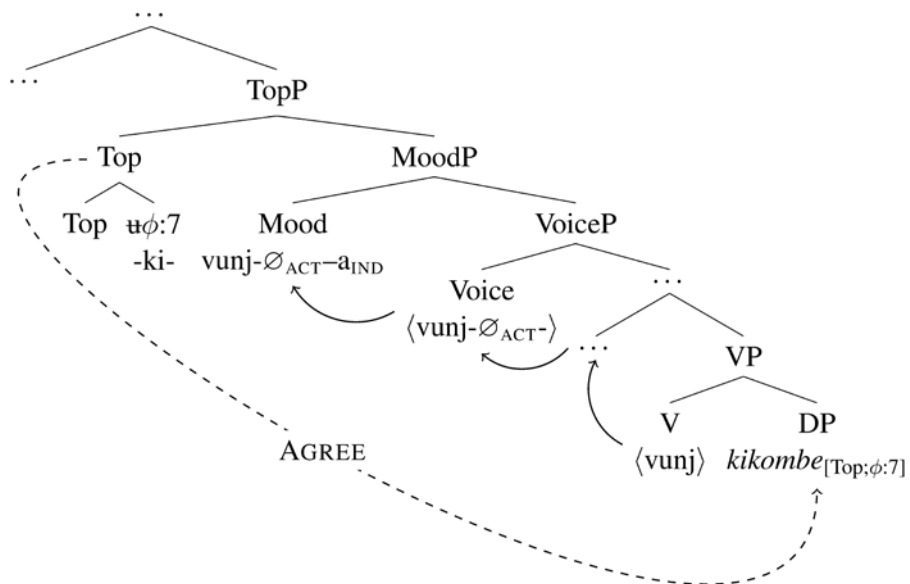 ...
...
TopP
Top MoodP
Top uϕ:7 Mood VoiceP
-ki- vunj-∅ACT–aIND
Voice ...
⟨vunj-∅ACT-⟩ ...
VP
V DP
AGREE ⟨vunj⟩ kikombe[Top;ϕ:7]